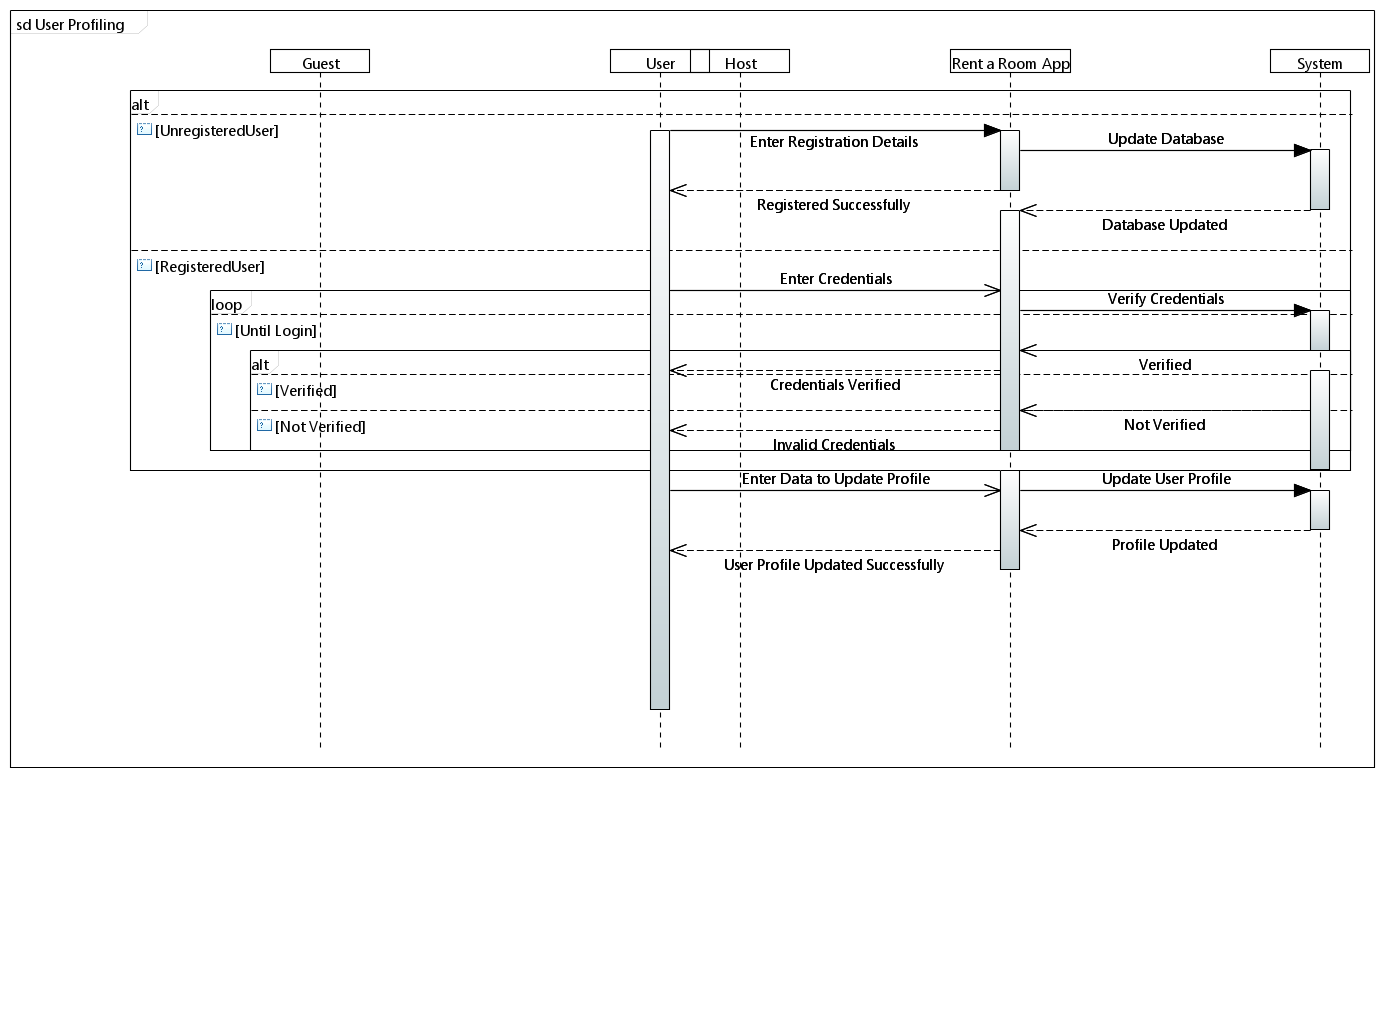 sd User Profiling
Guest
User
Host
Rent a Room App
System
alt
[UnregisteredUser]
Enter Registration Details
Update Database
Registered Successfully
Database Updated
[RegisteredUser]
Enter Credentials
loop
Verify Credentials
[Until Login]
alt
Verified
Credentials Verified
[Verified]
Not Verified
[Not Verified]
Invalid Credentials
Enter Data to Update Profile
Update User Profile
Profile Updated
User Profile Updated Successfully